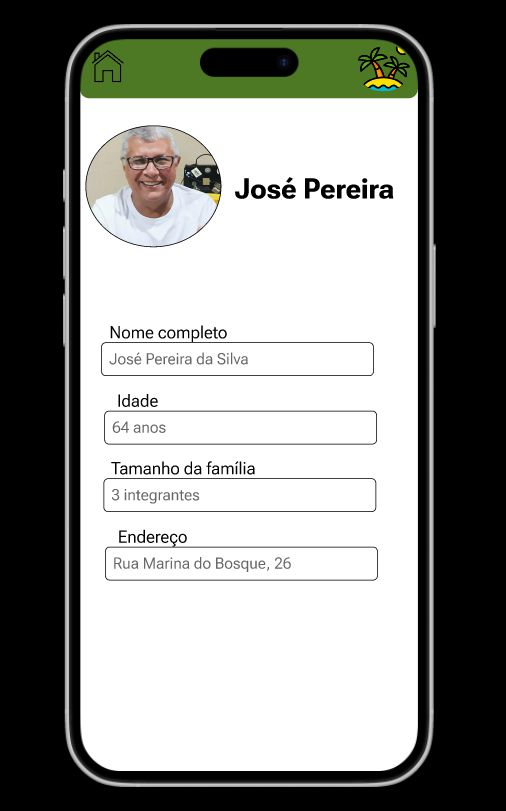 José Pereira
Nome completo
José Pereira da Silva
Idade
64 anos
Tamanho da família
3 integrantes
Endereço
Rua Marina do Bosque, 26